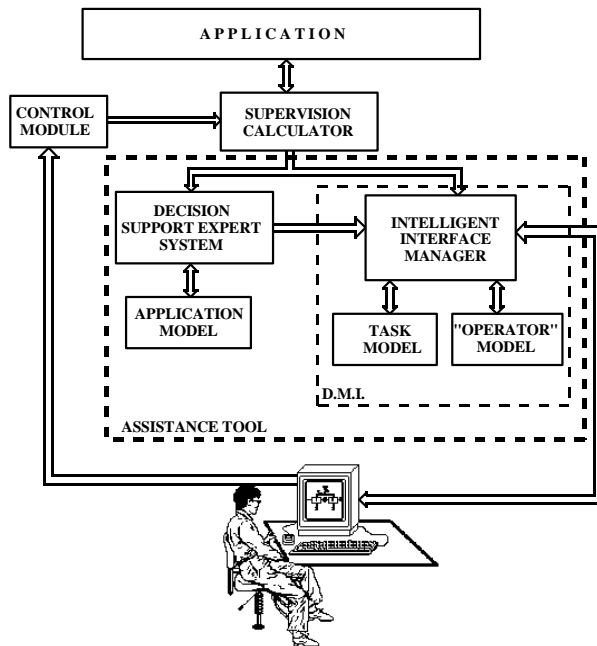 APPLICATION
CONTROL
MODULE
SUPERVISION
CALCULATOR
DECISION
SUPPORT EXPERT
SYSTEM
INTELLIGENT
INTERFACE
MANAGER
APPLICATION
MODEL
TASK
MODEL
"OPERATOR"
MODEL
D.M.I.
ASSISTANCE TOOL